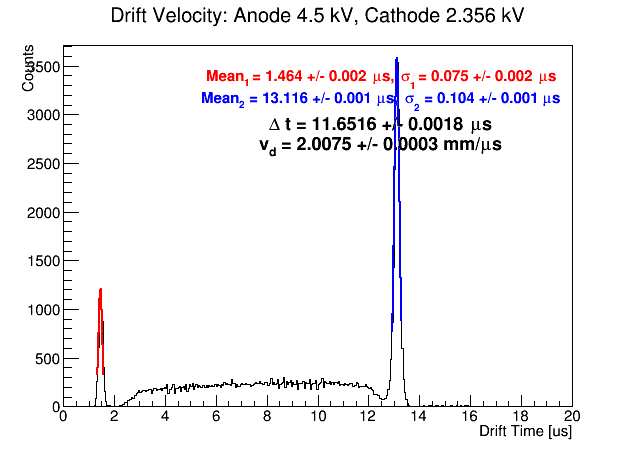 Drift Velocity: Anode 4.5 kV, Cathode 2.356 kV
Counts
Mean1 = 1.464 +/- 0.002 μs, σ1 = 0.075 +/- 0.002 μs
Mean2 = 13.116 +/- 0.001 μs, σ2 = 0.104 +/- 0.001 μs
Δ t = 11.6516 +/- 0.0018 μs
vd = 2.0075 +/- 0.0003 mm/μs
3500
3000
2500
2000
1500
1000
500
0
0 2 4 6 8 10 12 14 16 18 20
Drift Time [us]